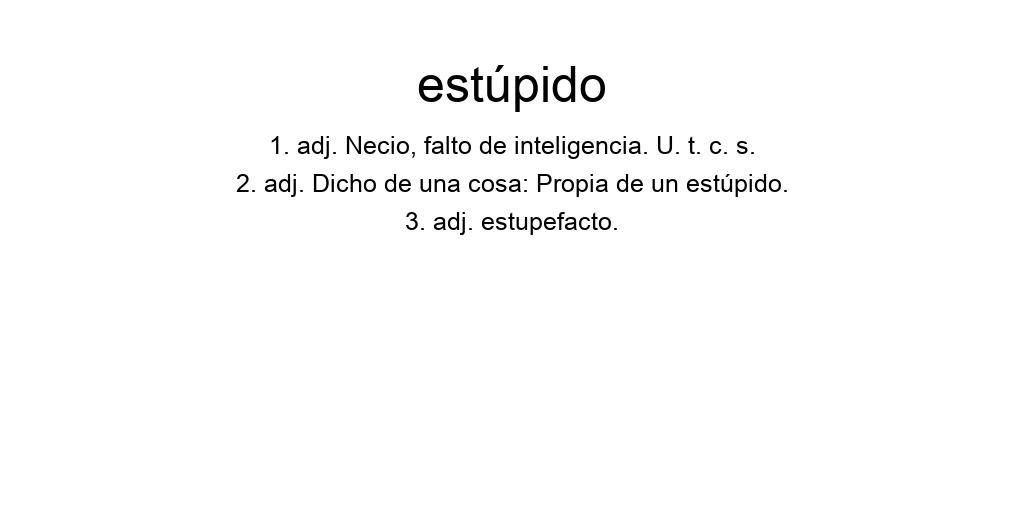 estúpido
1. adj. Necio, falto de inteligencia. U. t. c. s.
2. adj. Dicho de una cosa: Propia de un estúpido.
3. adj. estupefacto.